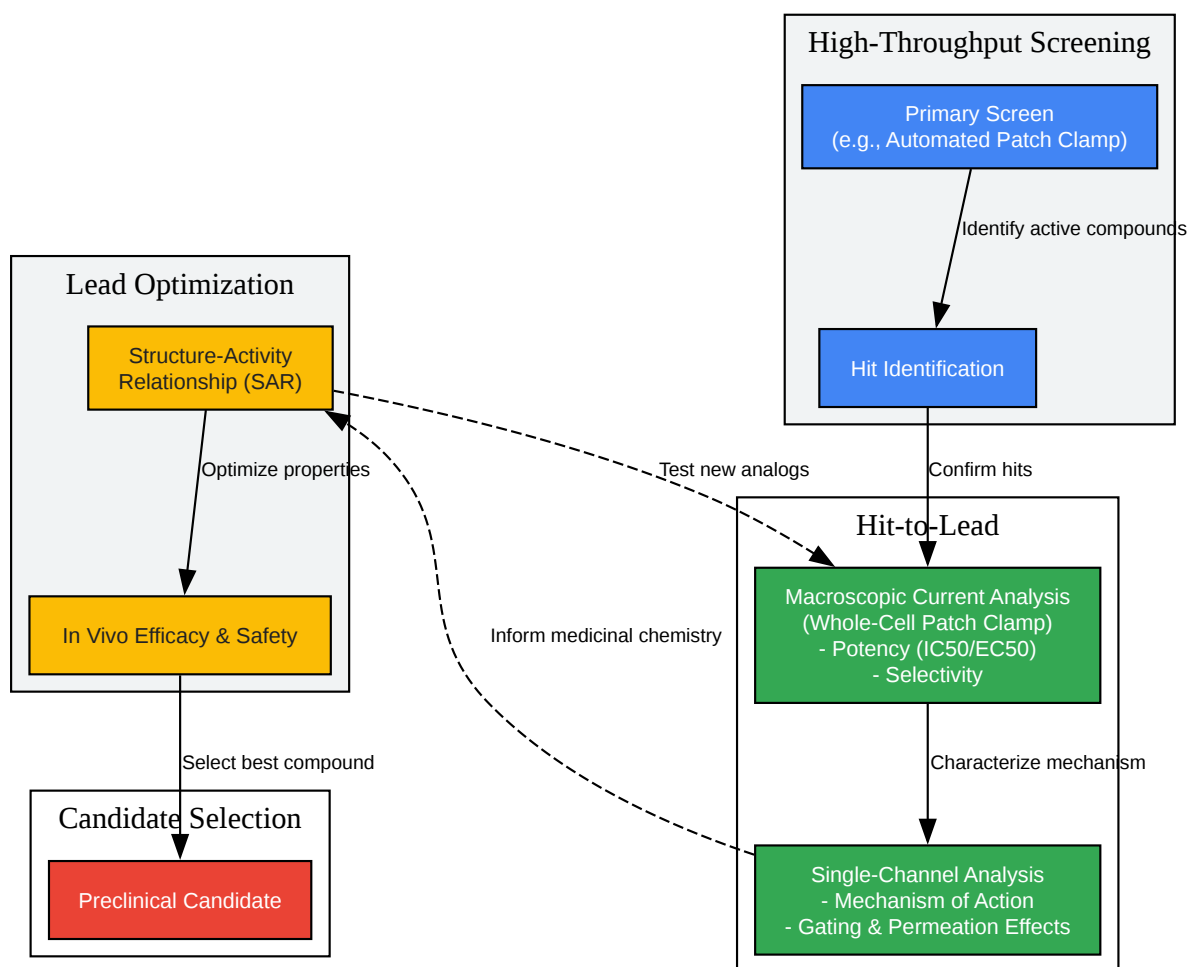 High-Throughput Screening
Primary Screen
(e.g., Automated Patch Clamp)
Identify active compounds
Hit Identification
Confirm hits
Hit-to-Lead
Macroscopic Current Analysis
(Whole-Cell Patch Clamp)
- Potency (IC50/EC50)
- Selectivity
Characterize mechanism
Single-Channel Analysis
- Mechanism of Action
- Gating & Permeation Effects
Inform medicinal chemistry
Test new analogs
Lead Optimization
Structure-Activity
Relationship (SAR)
Optimize properties
In Vivo Efficacy & Safety
Select best compound
Candidate Selection
Preclinical Candidate